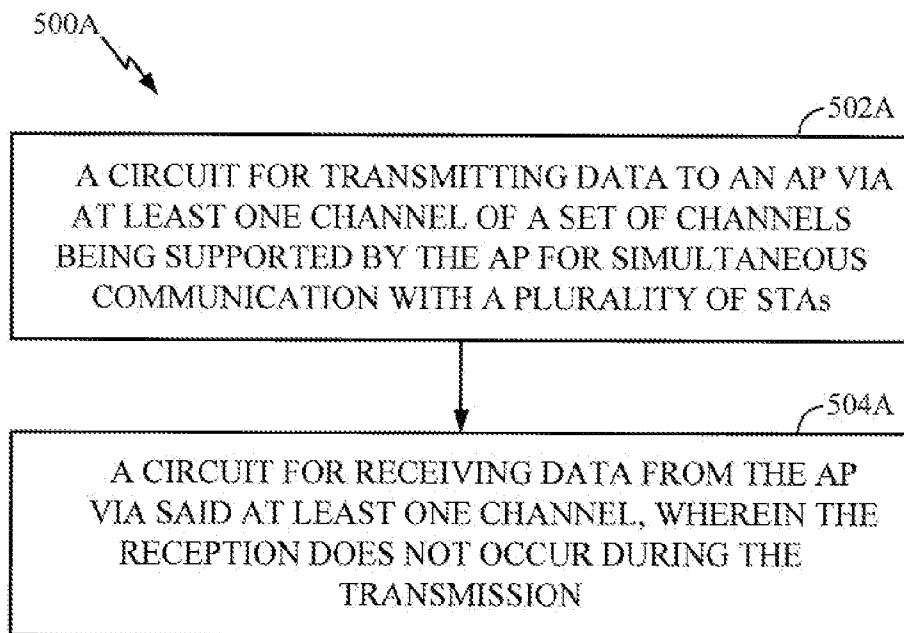 500A
502A
A CIRCUIT FOR TRANSMITTING DATA TO AN AP VIA
AT LEAST ONE CHANNEL OF A SET OF CHANNELS
BEING SUPPORTED BY THE AP FOR SIMULTANEOUS
COMMUNICATION WITH A PLURALITY OF STAs
504A
A CIRCUIT FOR RECEIVING DATA FROM THE AP
VIA SAID AT LEAST ONE CHANNEL, WHEREIN THE
RECEPTION DOES NOT OCCUR DURING THE
TRANSMISSION